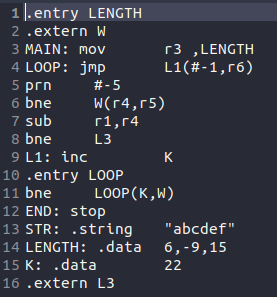 1 .entry LENGTH
2 .extern W
3 MAIN: mov r3 ,LENGTH
4 LOOP: jmp L1(#-1,r6)
5 prn #-5
6 bne W(r4,r5)
7 sub r1,r4
8 bne L3
9 L1: inc K
10 .entry LOOP
11 bne LOOP(K,W)
12 END: stop
13 STR: .string "abcdef"
14 LENGTH: .data 6,-9,15
15 K: .data 22
16 .extern L3